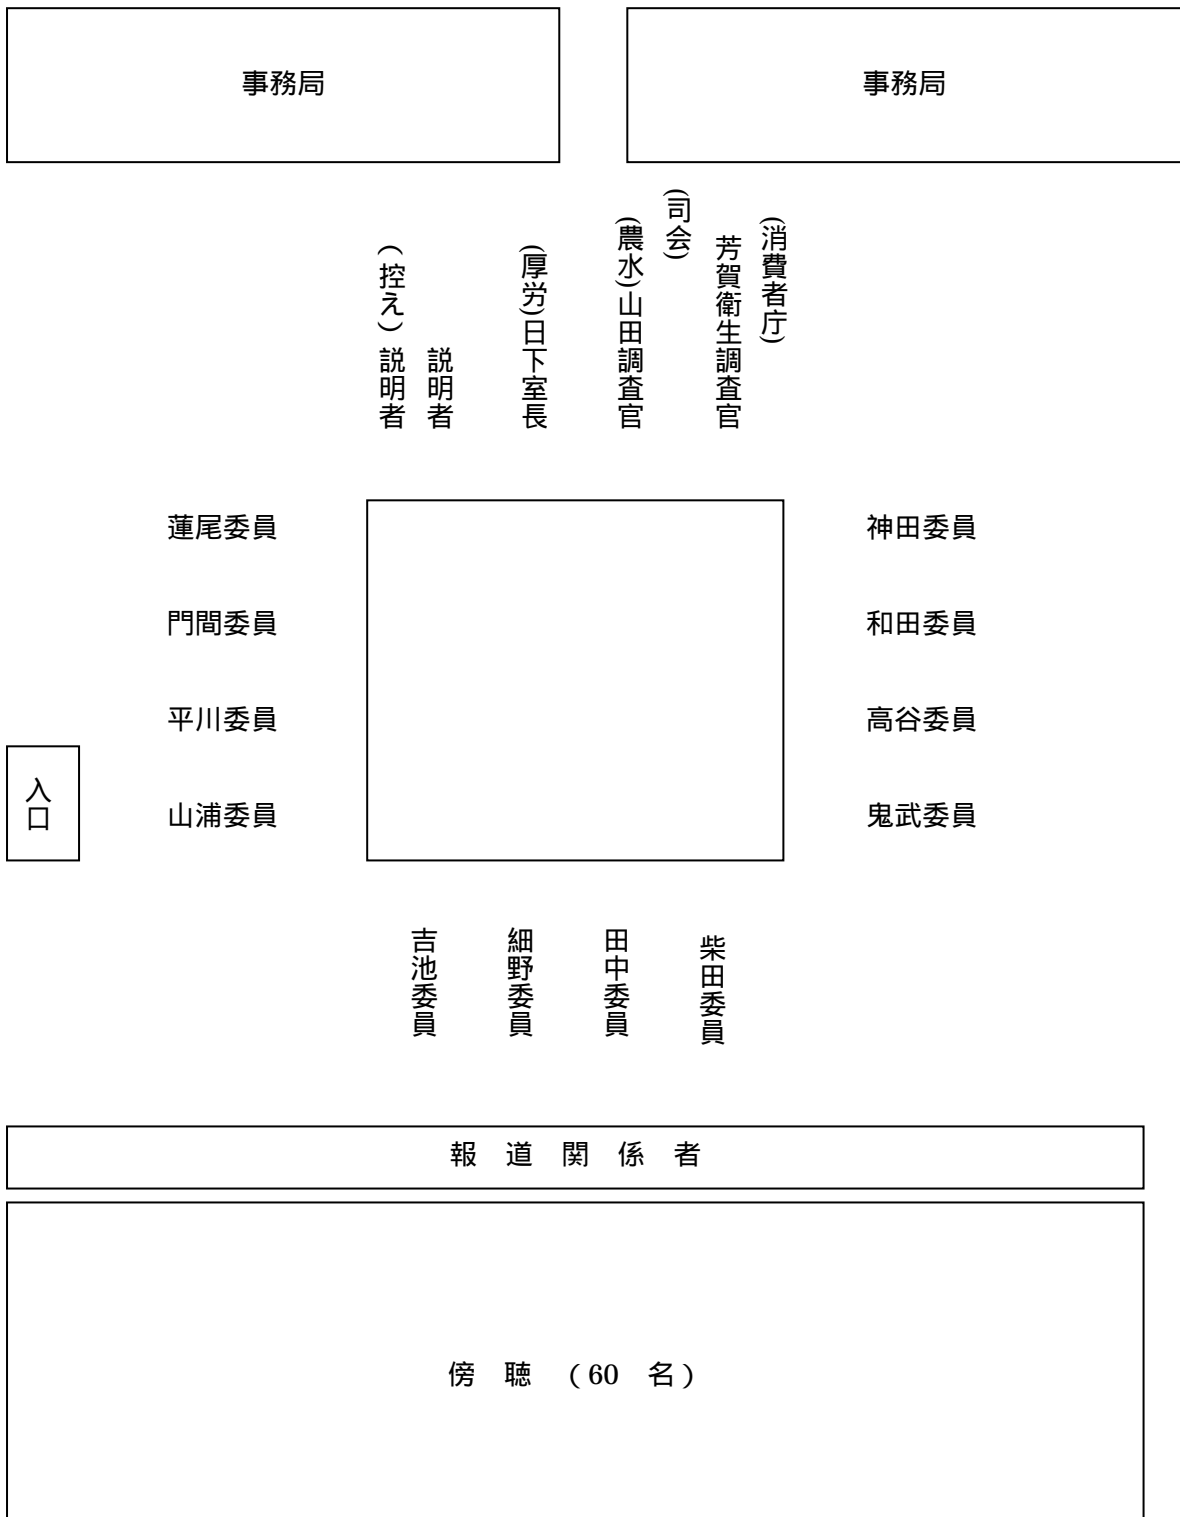 事務局
事務局
(消費者庁)
芳賀衛生調査官
(司会)
(農水)山田調査官
(厚労)日下室長
説明者
(控え)説明者
蓮尾委員
神田委員
門間委員
和田委員
平川委員
高谷委員
入口
山浦委員
鬼武委員
吉池委員
細野委員
田中委員
柴田委員
報 道 関 係 者
傍 聴 (60 名)